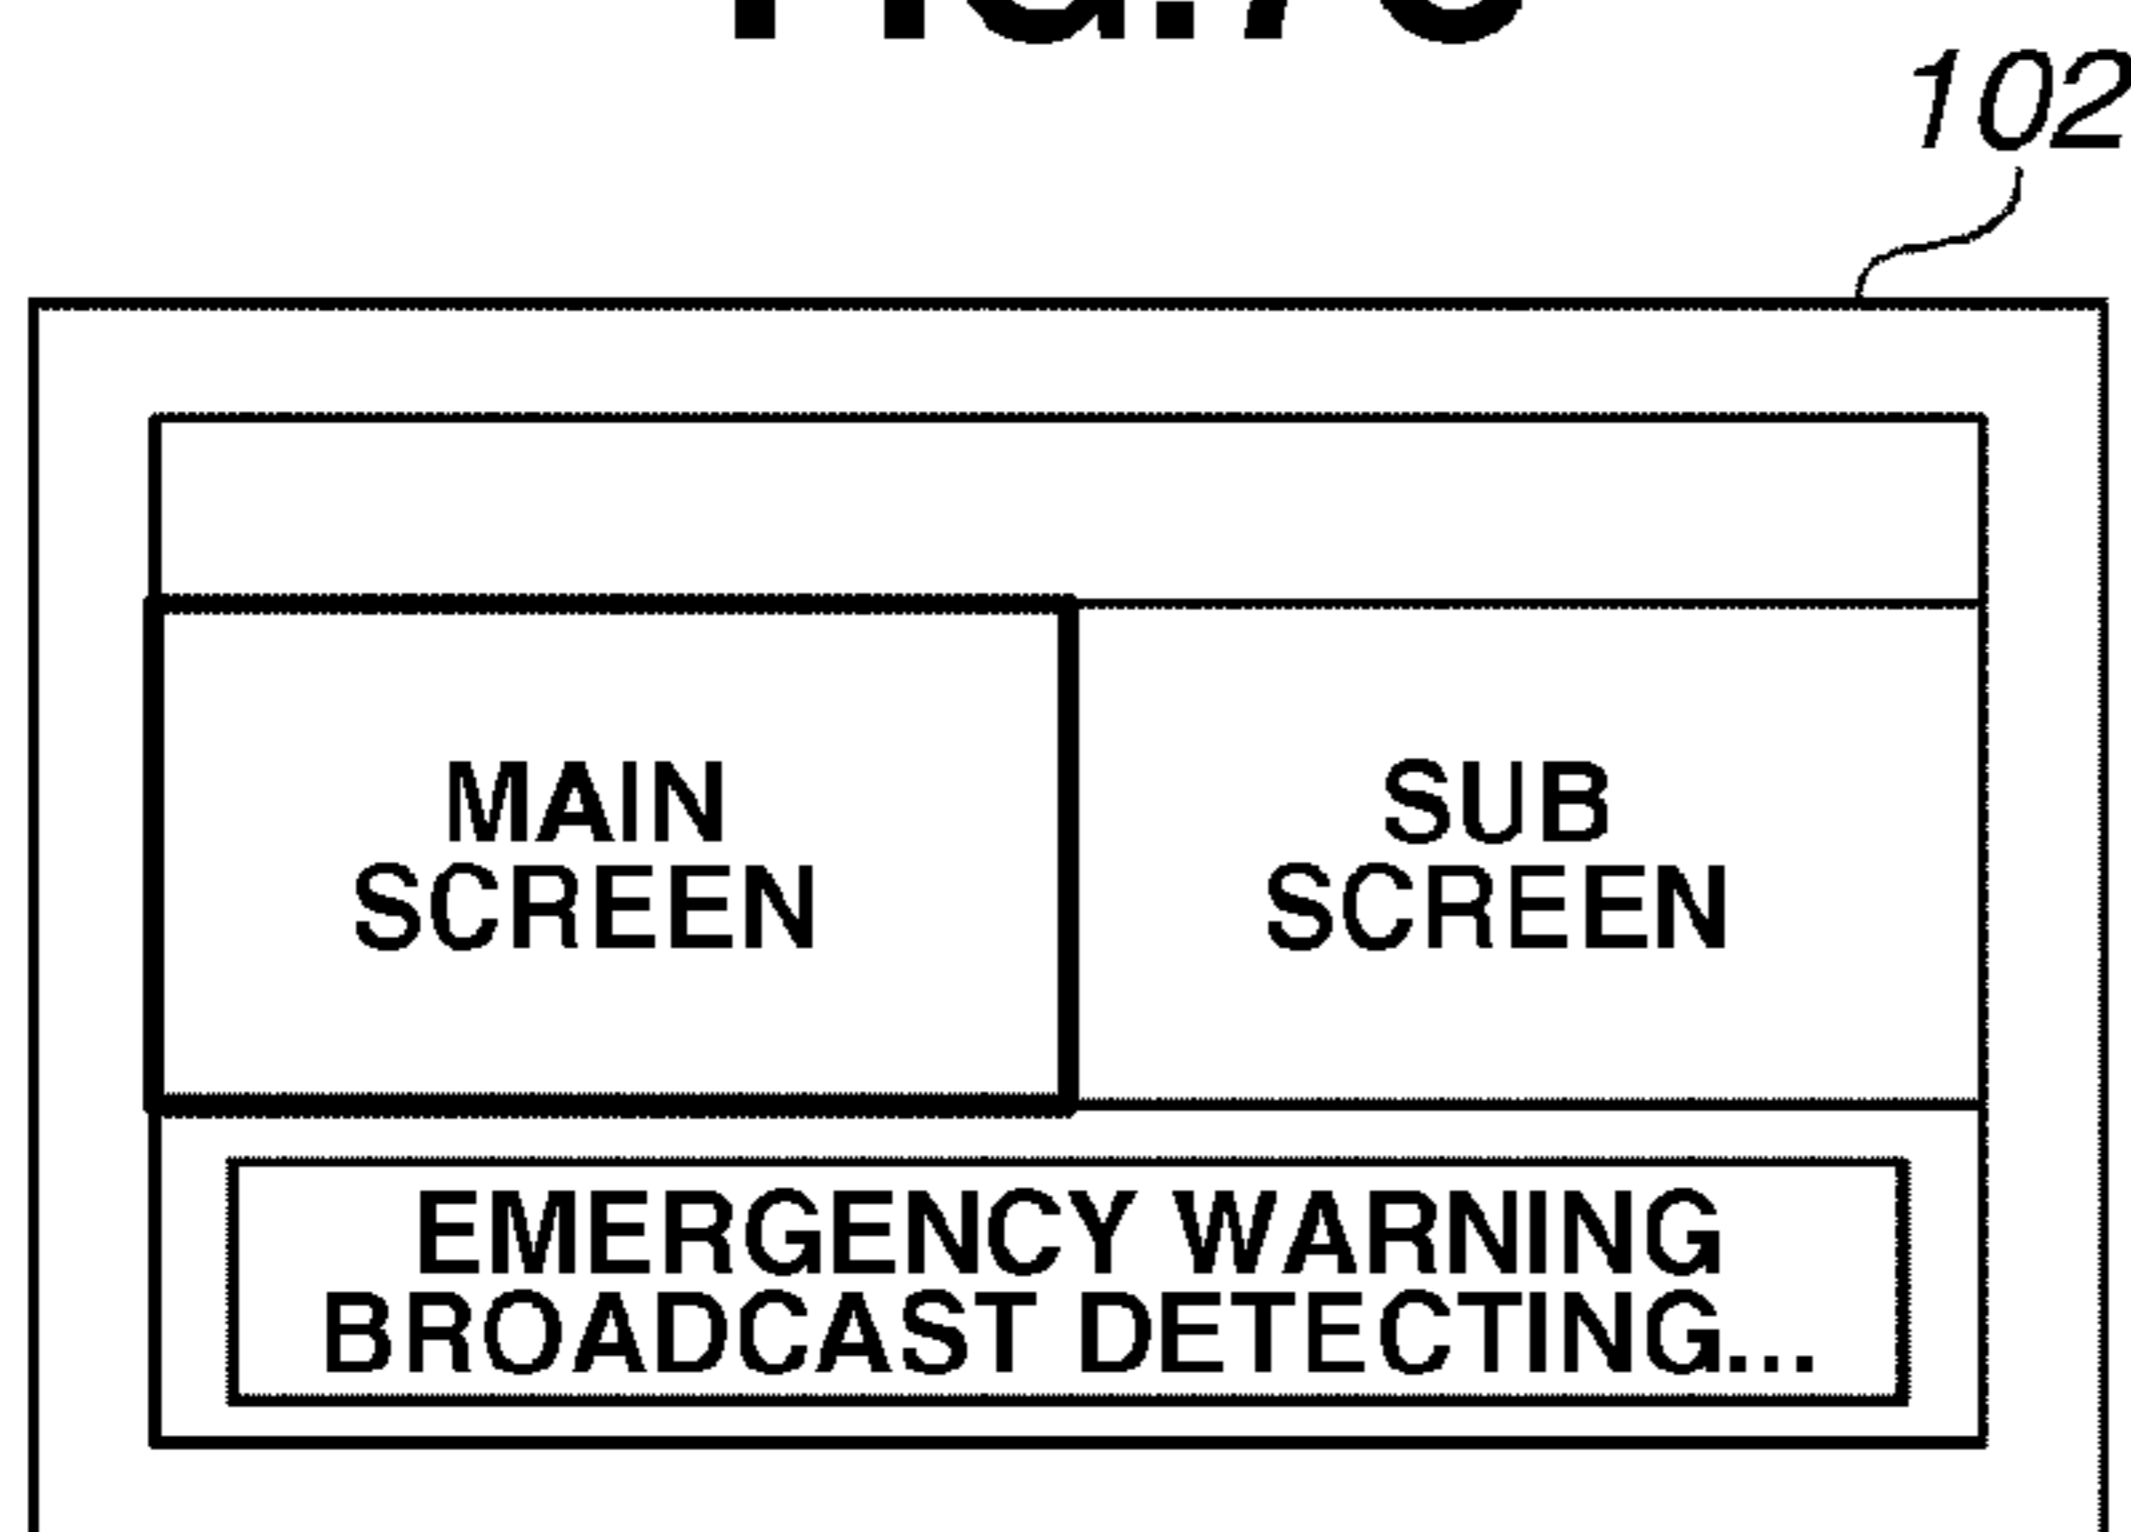 102
MAIN
SCREEN
SUB
SCREEN
EMERGENCY WARNING
BROADCAST DETECTING...